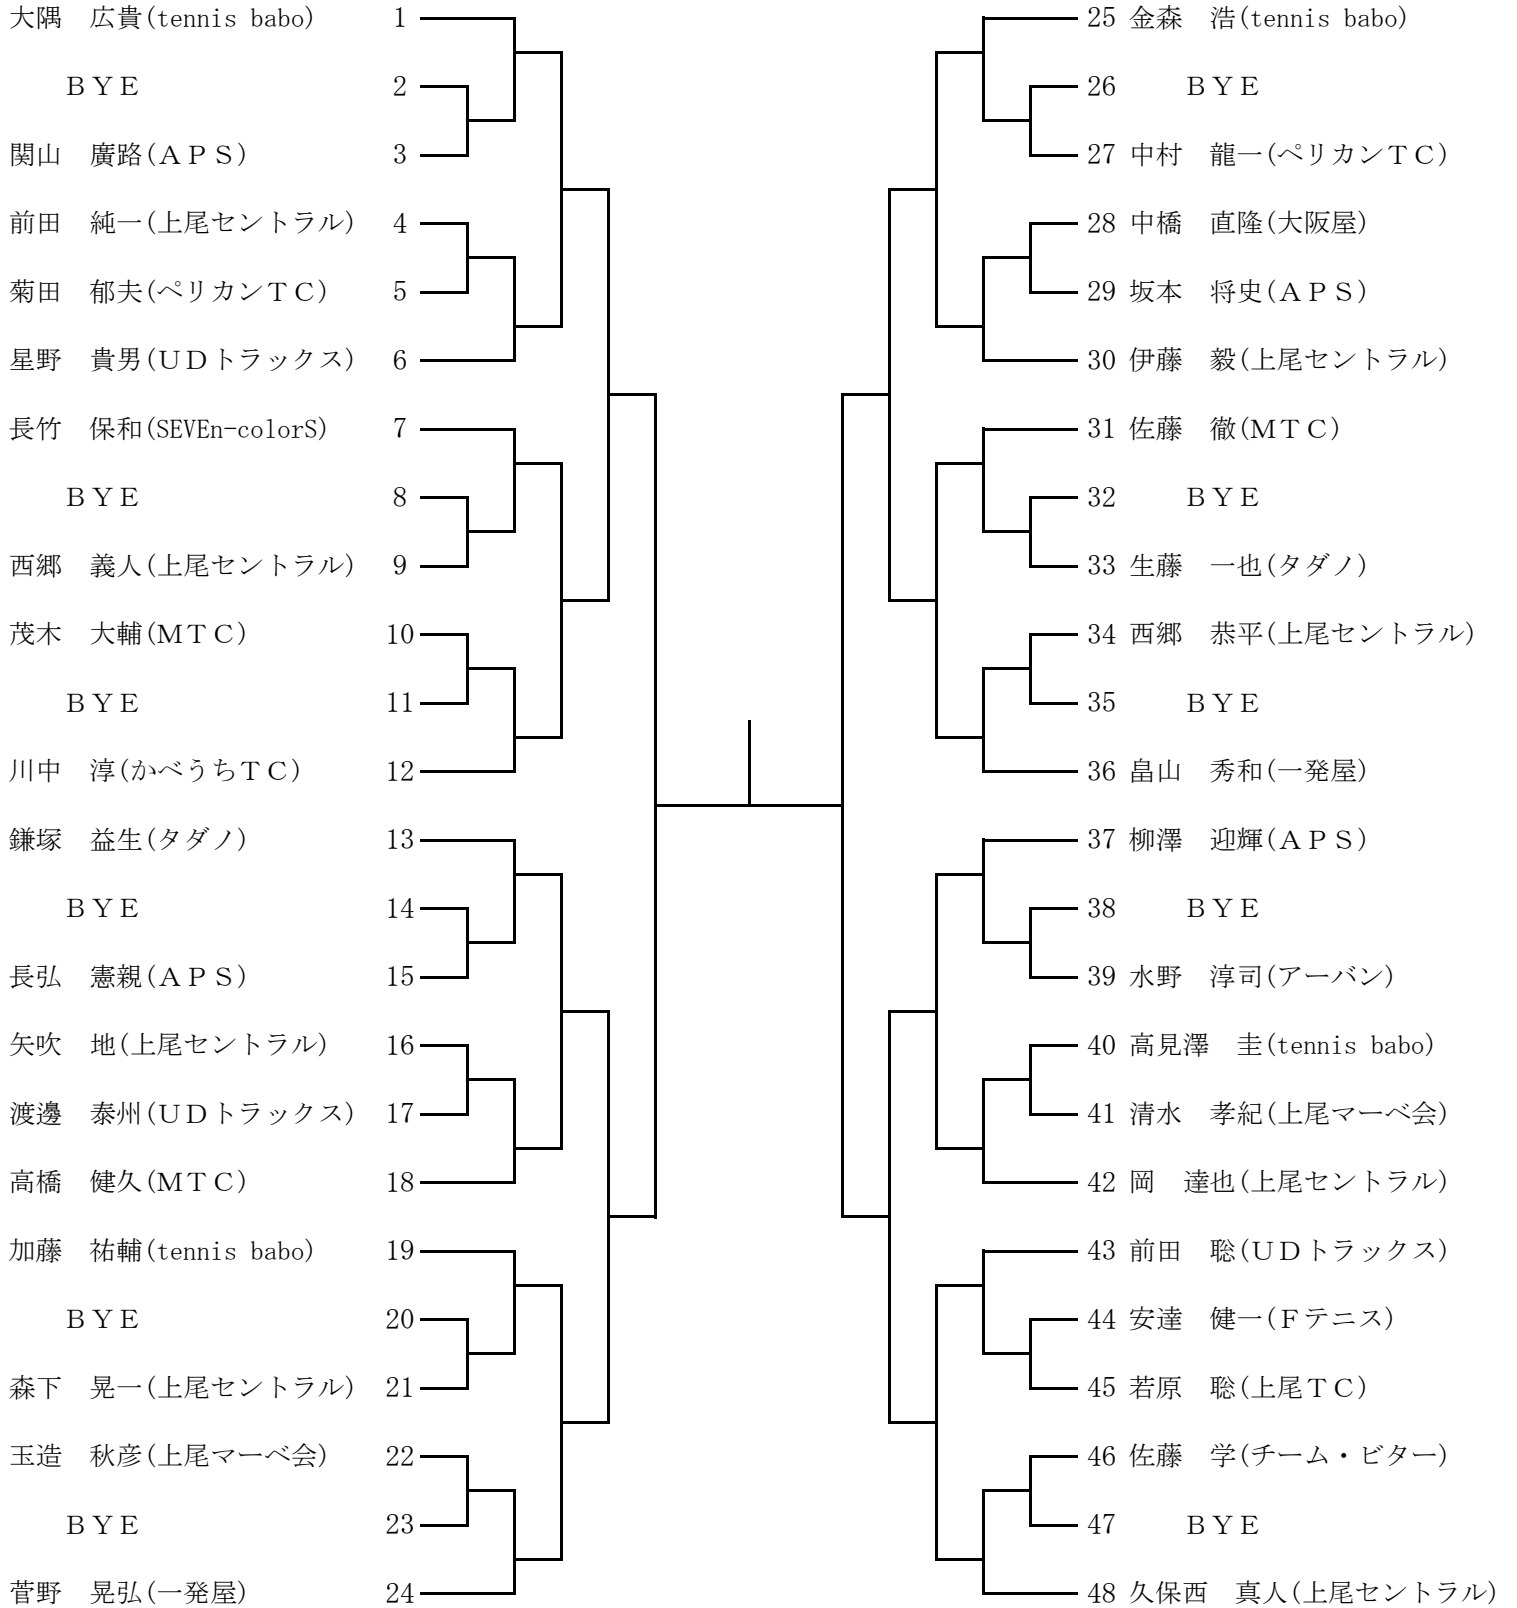 大隅　広貴(tennis babo)　1
ＢＹＥ　2
関山　廣路(ＡＰＳ)　3
前田　純一(上尾セントラル)　4
菊田　郁夫(ペリカンＴＣ)　5
星野　貴男(ＵＤトラックス)　6
長竹　保和(SEVEn-colorS)　7
ＢＹＥ　8
西郷　義人(上尾セントラル)　9
茂木　大輔(ＭＴＣ)　10
ＢＹＥ　11
川中　淳(かべうちＴＣ)　12
鎌塚　益生(タダノ)　13
ＢＹＥ　14
長弘　憲親(ＡＰＳ)　15
矢吹　地(上尾セントラル)　16
渡邊　泰州(ＵＤトラックス)　17
高橋　健久(ＭＴＣ)　18
加藤　祐輔(tennis babo)　19
ＢＹＥ　20
森下　晃一(上尾セントラル)　21
玉造　秋彦(上尾マーベ会)　22
ＢＹＥ　23
菅野　晃弘(一発屋)　24
25 金森　浩(tennis babo)
26　ＢＹＥ
27 中村　龍一(ペリカンＴＣ)
28 中橋　直隆(大阪屋)
29 坂本　将史(ＡＰＳ)
30 伊藤　毅(上尾セントラル)
31 佐藤　徹(ＭＴＣ)
32　ＢＹＥ
33 生藤　一也(タダノ)
34 西郷　恭平(上尾セントラル)
35　ＢＹＥ
36 畠山　秀和(一発屋)
37 柳澤　迎輝(ＡＰＳ)
38　ＢＹＥ
39 水野　淳司(アーバン)
40 高見澤　圭(tennis babo)
41 清水　孝紀(上尾マーベ会)
42 岡　達也(上尾セントラル)
43 前田　聡(ＵＤトラックス)
44 安達　健一(Ｆテニス)
45 若原　聡(上尾ＴＣ)
46 佐藤　学(チーム・ビター)
47　ＢＹＥ
48 久保西　真人(上尾セントラル)